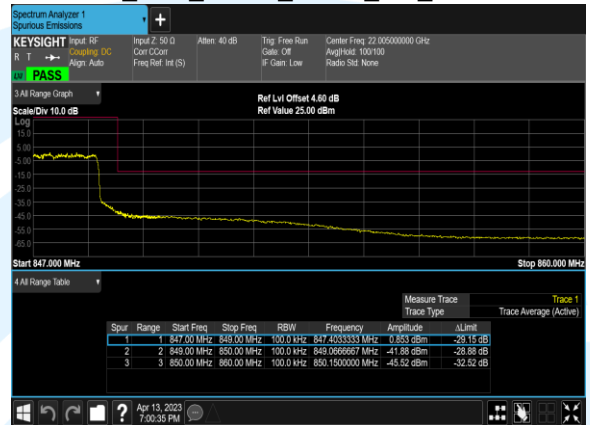 Spectrum Analyzer 1
Spurious Emissions
+
KEYSIGHT Input: RF Input Z: 50 Ω Atten: 40 dB Trig: Free Run Center Freq: 22.005000000 GHz
R T Coupling: DC Corr CCorr Gate: Off Avg|Hold: 100/100
Align: Auto Freq Ref: Int (S) IF Gain: Low Radio Std: None
PASS
3 All Range Graph
Ref Lvl Offset 4.60 dB
Scale/Div 10.0 dB Ref Value 25.00 dBm
Log
15.0
5.00
-5.00
-15.0
-25.0
-35.0
-45.0
-55.0
-65.0
Start 847.000 MHz Stop 860.000 MHz
4 All Range Table
Measure Trace Trace 1
Trace Type Trace Average (Active)
Spur Range Start Freq Stop Freq RBW Frequency Amplitude ΔLimit
1 1 847.00 MHz 849.00 MHz 100.0 kHz 847.4033333 MHz 0.853 dBm -29.15 dB
2 2 849.00 MHz 850.00 MHz 100.0 kHz 849.0666667 MHz -41.88 dBm -28.88 dB
3 3 850.00 MHz 860.00 MHz 100.0 kHz 850.1500000 MHz -45.52 dBm -32.52 dB
? Apr 13, 2023
7:00:35 PM